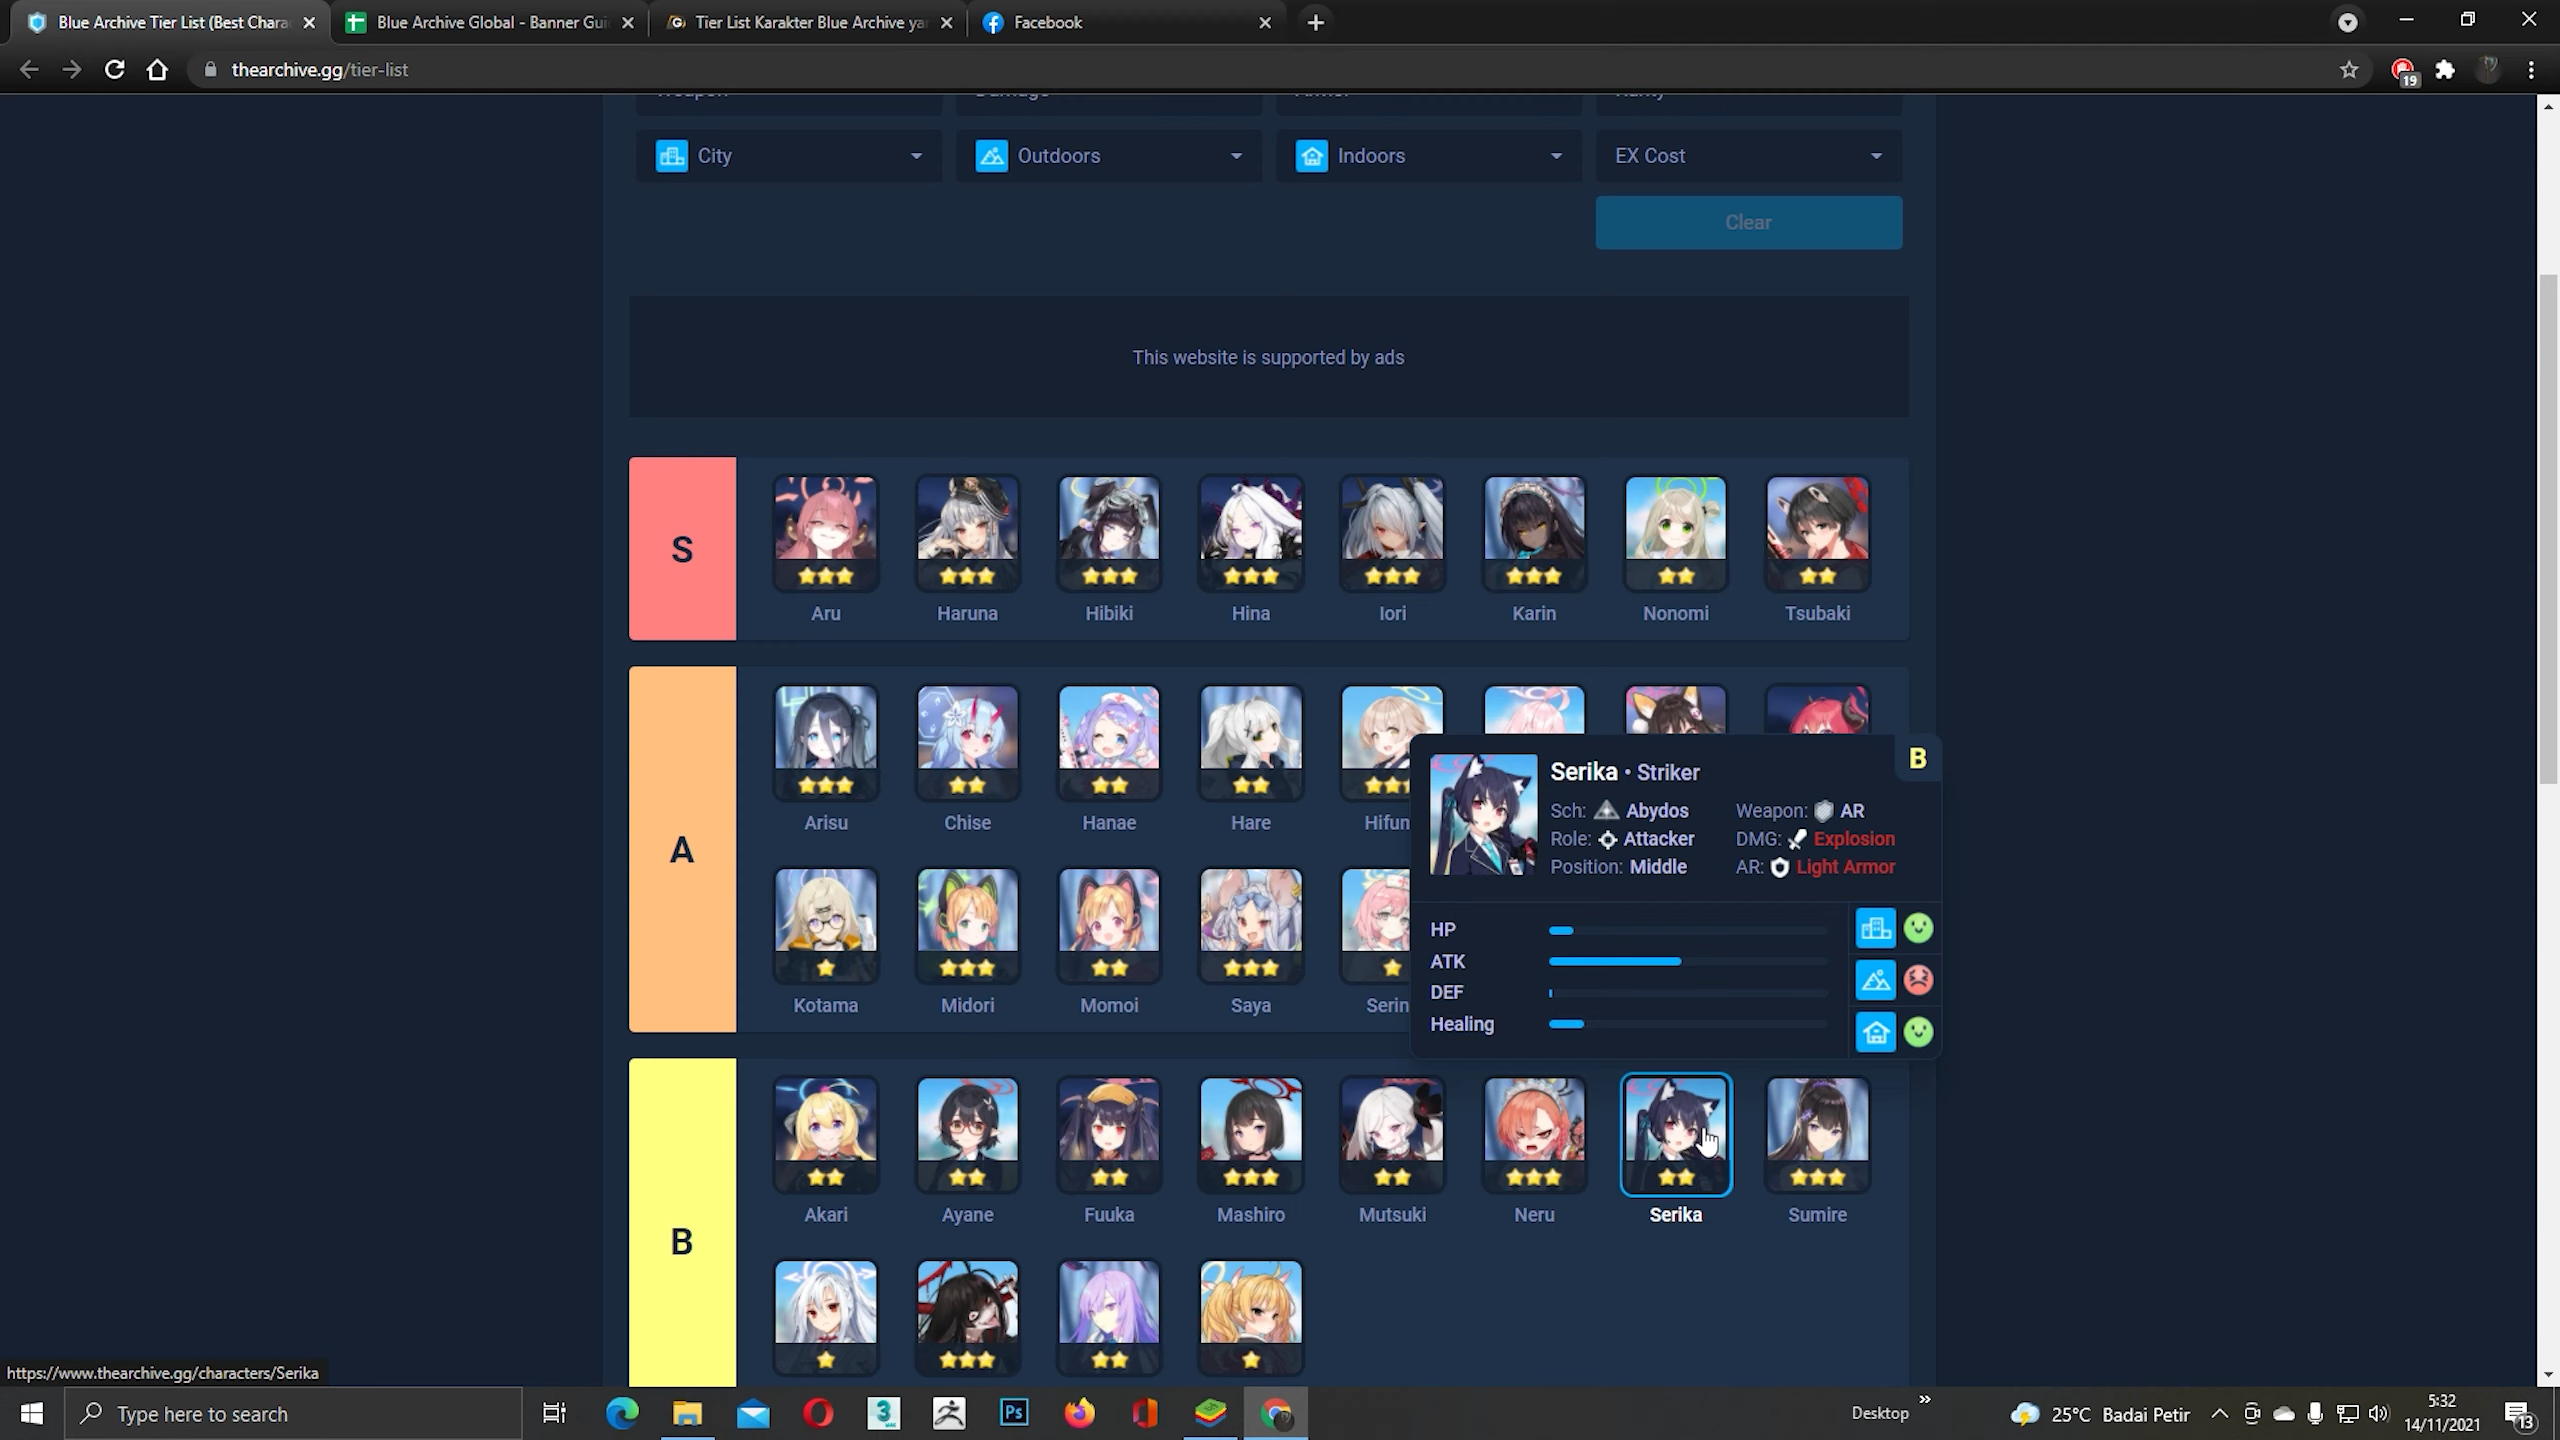 Blue Archive Tier List (Best Chara
Blue Archive Global - Banner Gui
Tier List Karakter Blue Archive ya
Facebook
thearchive.gg/tier-list
19
City
Outdoors
Indoors
EX Cost
Clear
This website is supported by ads
S
Aru
Haruna
Hibiki
Hina
Iori
Karin
Nonomi
Tsubaki
A
Arisu
Chise
Hanae
Hare
Hifun
Kotama
Midori
Momoi
Saya
Serin
Serika • Striker
B
Sch: Abydos
Weapon: AR
Role: Attacker
DMG: Explosion
Position: Middle
AR: Light Armor
HP
ATK
DEF
Healing
B
Akari
Ayane
Fuuka
Mashiro
Mutsuki
Neru
Serika
Sumire
https://www.thearchive.gg/characters/Serika
Type here to search
3
Ps
Desktop
25°C Badai Petir
5:32
14/11/2021
13